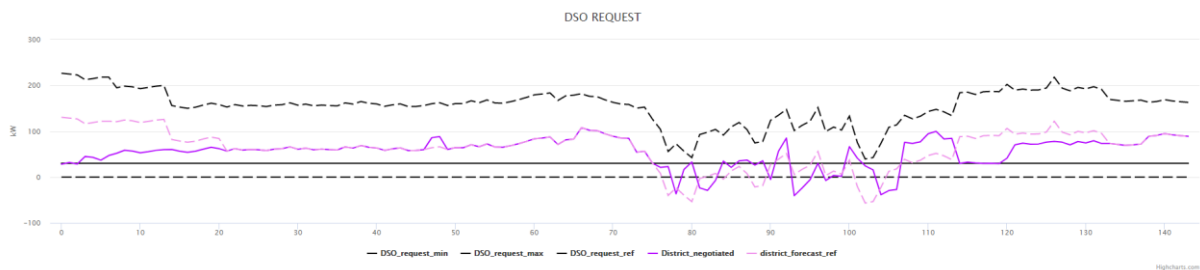 DSO REQUEST
300
200
100
0
-100
kW
0 10 20 30 40 50 60 70 80 90 100 110 120 130 140
DSO_request_min DSO_request_max DSO_request_ref District_negotiated district_forecast_ref
Highcharts.com